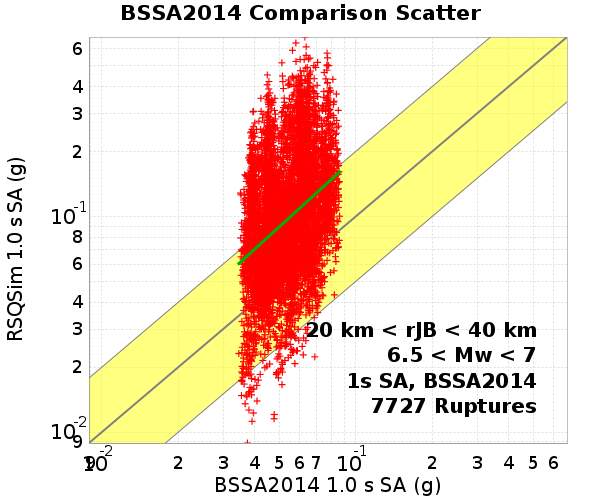 BSSA2014 Comparison Scatter
6
4
3
2
10-1
8
6
4
3
2
10-2
9
RSQSim 1.0 s SA (g)
20 km < rJB < 40 km
6.5 < Mw < 7
1s SA, BSSA2014
7727 Ruptures
9 10-2 2 3 4 5 6 7 10-1 2 3 4 5 6
BSSA2014 1.0 s SA (g)